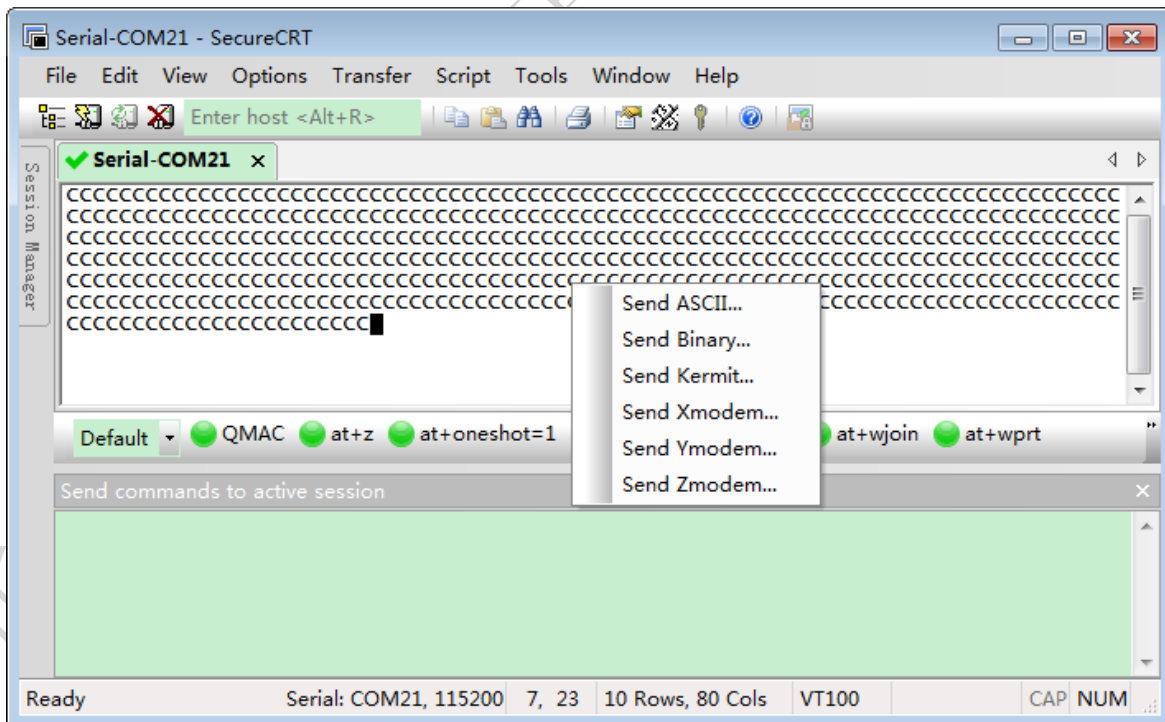 Serial-COM21 - SecureCRT
File Edit View Options Transfer Script Tools Window Help
Enter host <Alt+R>
Session Manager
Serial-COM21
CCCCCCCCCCCCCCCCCCCCCCCCCCCCCCCCCCCCCCCCCCCCCCCCCCCCCCCCCCCCCCCCCCCCCCCCCCCCCCCC
CCCCCCCCCCCCCCCCCCCCCCCCCCCCCCCCCCCCCCCCCCCCCCCCCCCCCCCCCCCCCCCCCCCCCCCCCCCCCCCC
CCCCCCCCCCCCCCCCCCCCCCCCCCCCCCCCCCCCCCCCCCCCCCCCCCCCCCCCCCCCCCCCCCCCCCCCCCCCCCCC
CCCCCCCCCCCCCCCCCCCCCCCCCCCCCCCCCCCCCCCCCCCCCCCCCCCCCCCCCCCCCCCCCCCCCCCCCCCCCCCC
CCCCCCCCCCCCCCCCCCCCCCCCCCCCCCCCCCCCCCCCCCCCCCCCCCCCCCCCCCCCCCCCCCCCCCCCCCCCCCCC
CCCCCCCCCCCCCCCCCCCCCCCCCCCCCCCCCCCCCC CCCCCCCCCCCCCCCCCCCCCCC
CCCCCCCCCCCCCCCCCCCCCC
Send ASCII...
Send Binary...
Send Kermit...
Send Xmodem...
Send Ymodem...
Send Zmodem...
Default QMAC at+z at+oneshot=1 at+wjoin at+wprt
Send commands to active session
Ready Serial: COM21, 115200 7, 23 10 Rows, 80 Cols VT100 CAP NUM